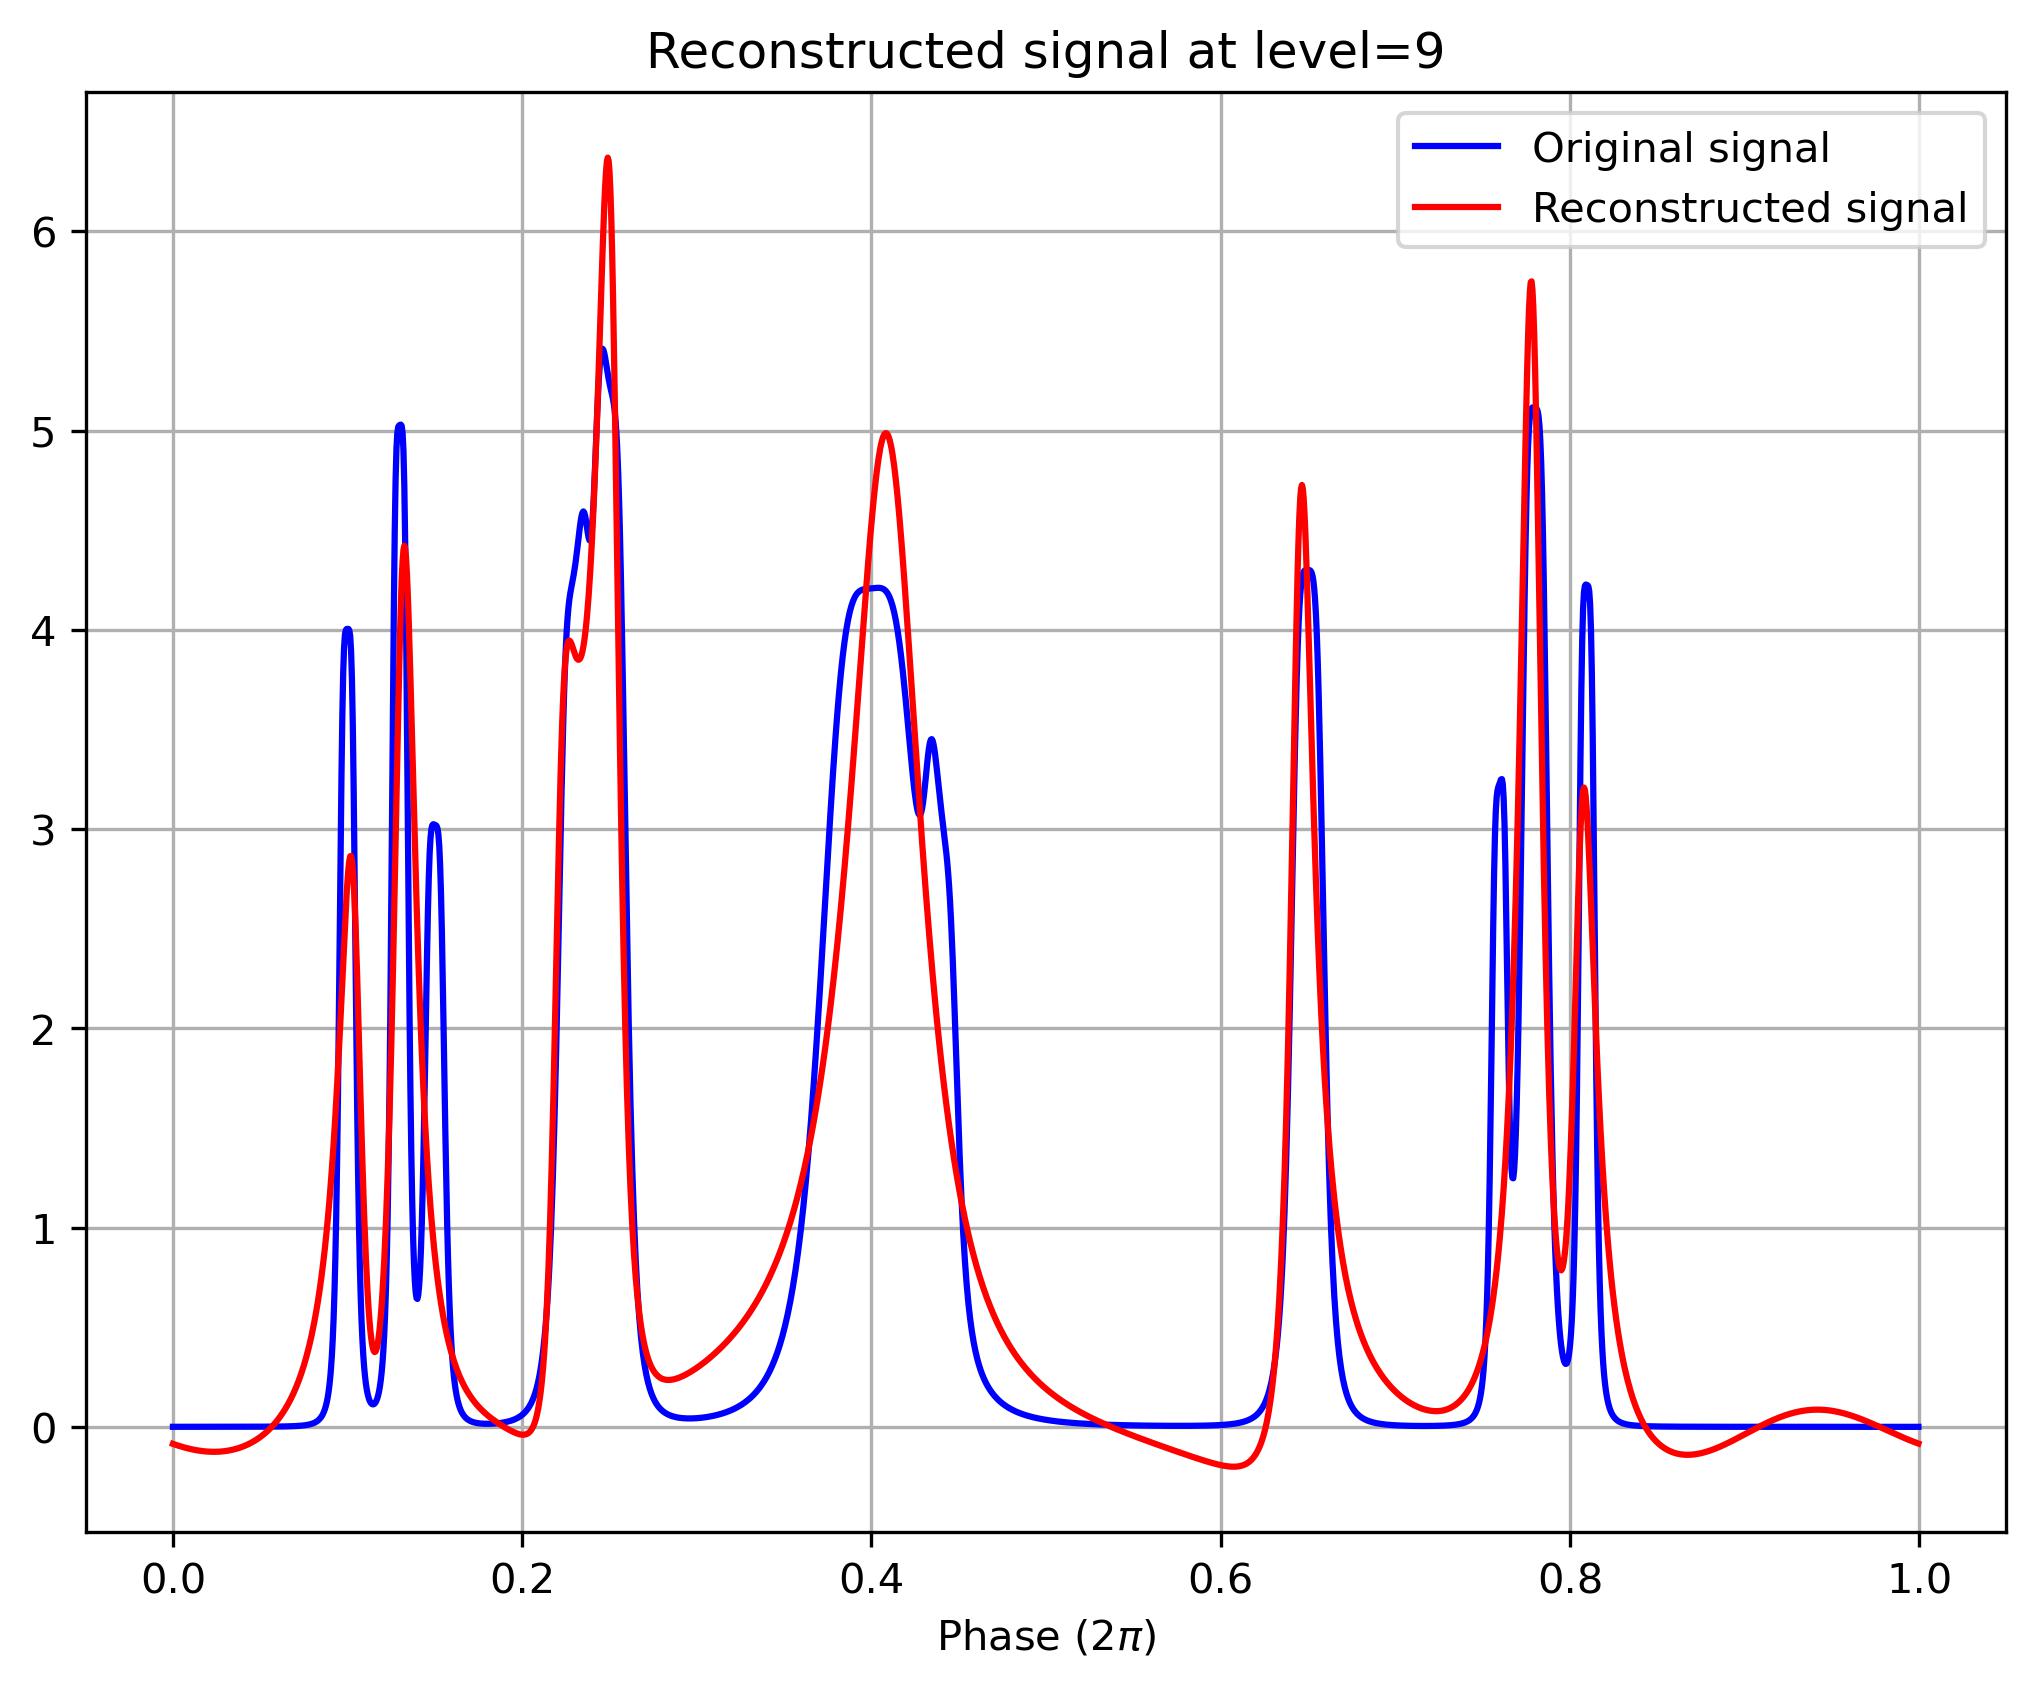 Reconstructed signal at level=9
Original signal
Reconstructed signal
6
5
4
3
2
1
0
0.0 0.2 0.4 0.6 0.8 1.0
Phase (2π)